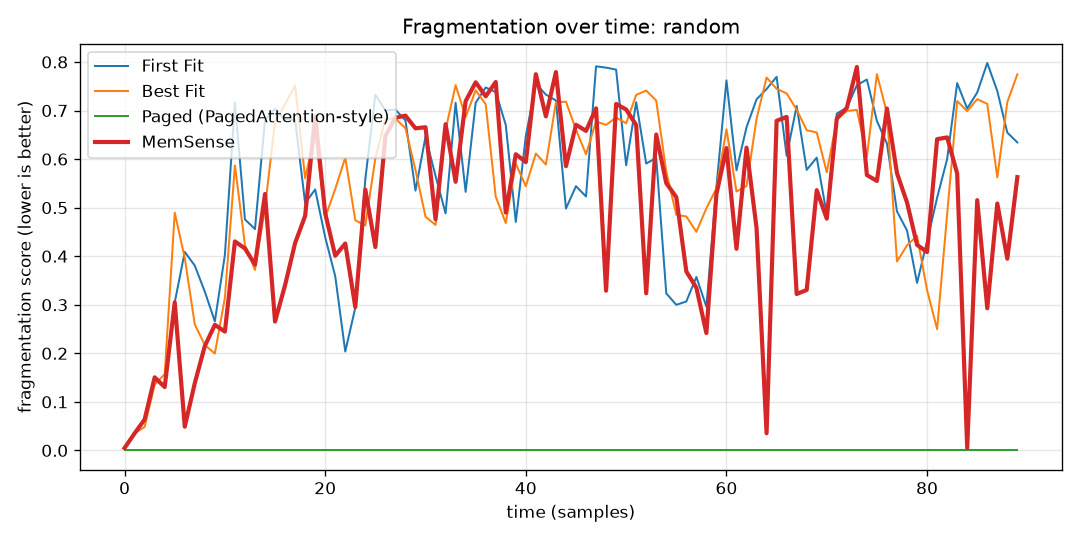 Fragmentation over time: random
fragmentation score (lower is better)
0.8
0.7
0.6
0.5
0.4
0.3
0.2
0.1
0.0
First Fit
Best Fit
Paged (PagedAttention-style)
MemSense
0 20 40 60 80
time (samples)